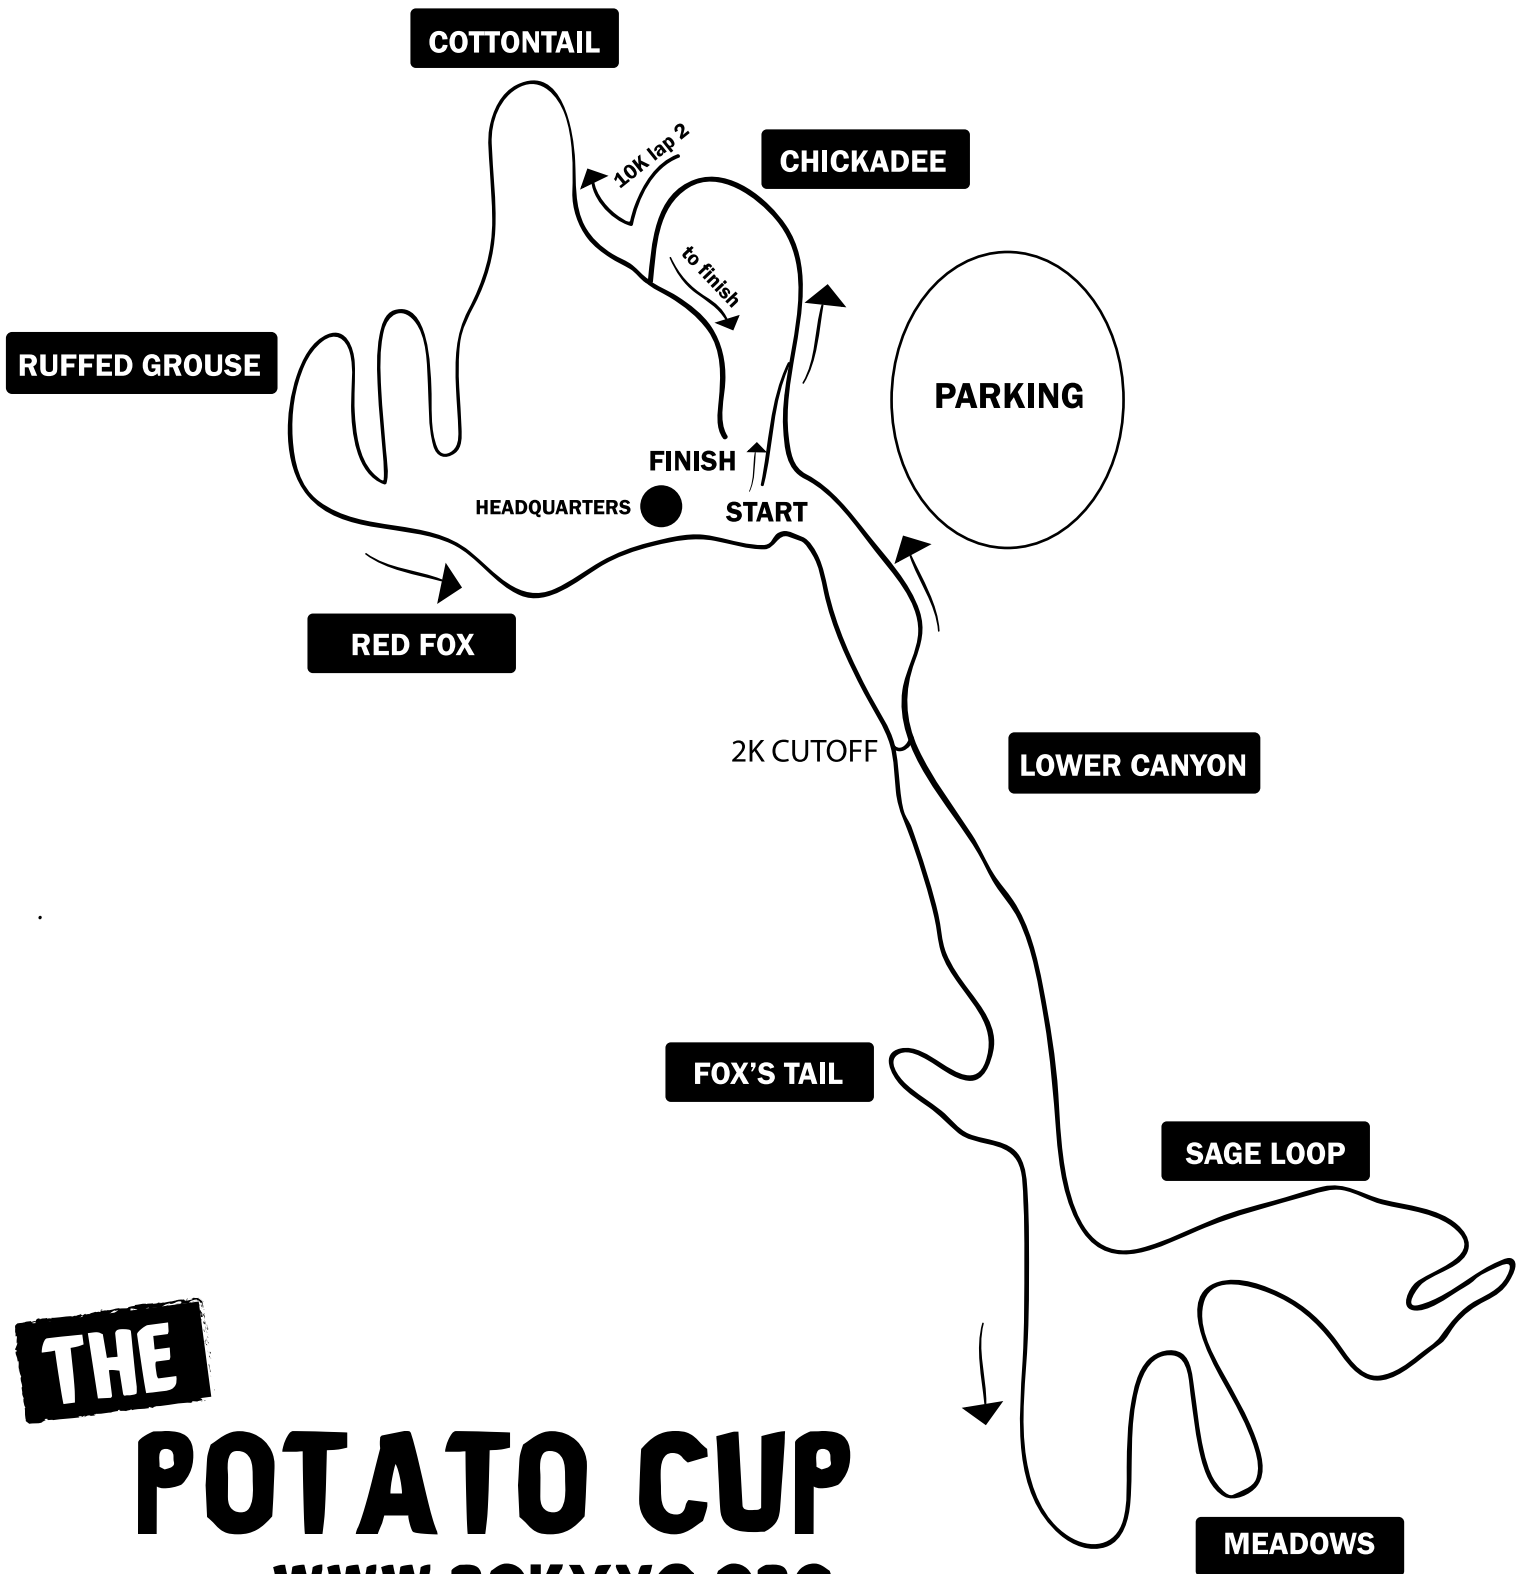 COTTONTAIL
10K lap 2
CHICKADEE
to finish
RUFFED GROUSE
PARKING
FINISH
HEADQUARTERS
START
RED FOX
2K CUTOFF
LOWER CANYON
FOX'S TAIL
SAGE LOOP
THE
POTATO CUP
MEADOWS